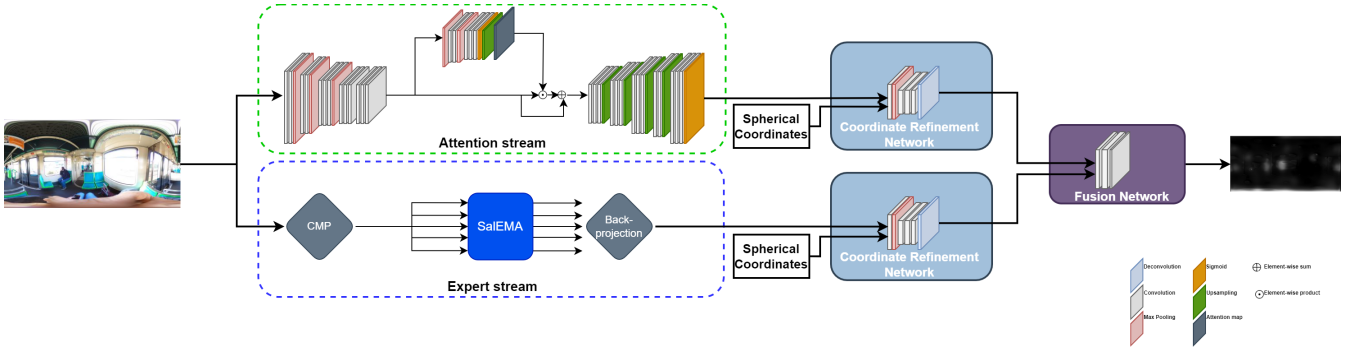 Attention stream
Spherical
Coordinates
Coordinate Refinement
Network
CMP
SalEMA
Back-
projection
Expert stream
Spherical
Coordinates
Coordinate Refinement
Network
Fusion Network
Deconvolution
Sigmoid
Element-wise sum
Convolution
Upsampling
Element-wise product
Max Pooling
Attention map